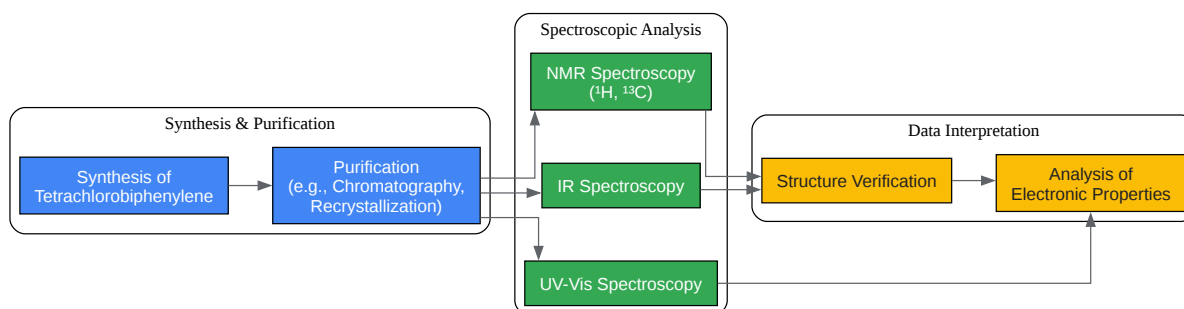 Synthesis & Purification
Synthesis of
Tetrachlorobiphenylene
Purification
(e.g., Chromatography,
Recrystallization)
Spectroscopic Analysis
NMR Spectroscopy
(¹H, ¹³C)
IR Spectroscopy
UV-Vis Spectroscopy
Data Interpretation
Structure Verification
Analysis of
Electronic Properties